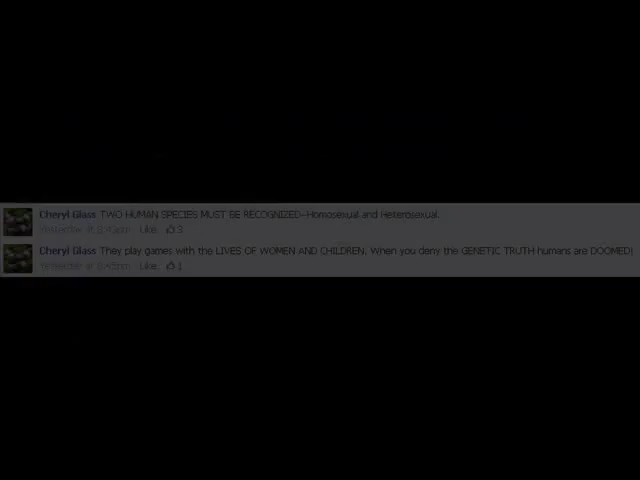 Cheryl Glass TWO HUMAN SPECIES MUST BE RECOGNIZED--Homosexual and Heterosexual.
Yesterday at 8:43pm Like 3
Cheryl Glass They play games with the LIVES OF WOMEN AND CHILDREN. When you deny the GENETIC TRUTH humans are DOOMED!
Yesterday at 8:45pm Like 1